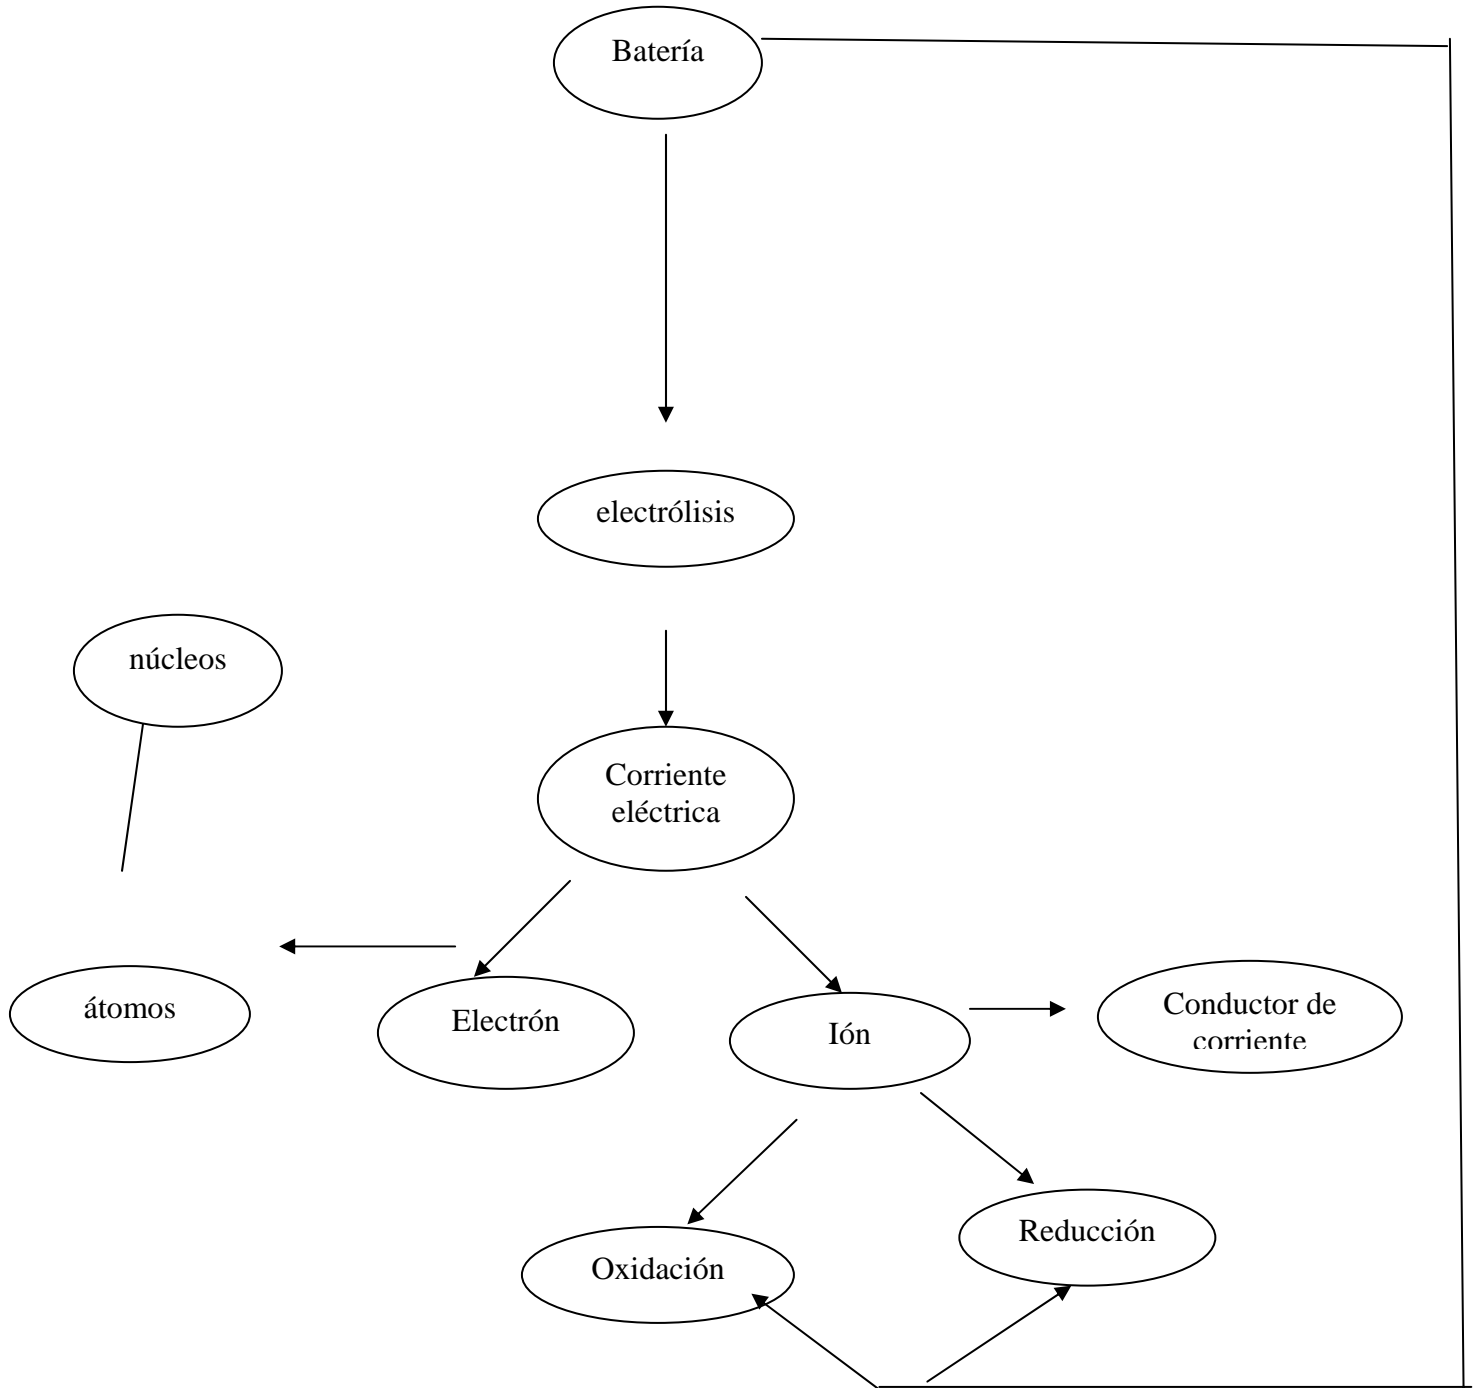 Batería
electrólisis
núcleos
Corriente
eléctrica
átomos
Electrón
Ión
Conductor de
corriente
Reducción
Oxidación